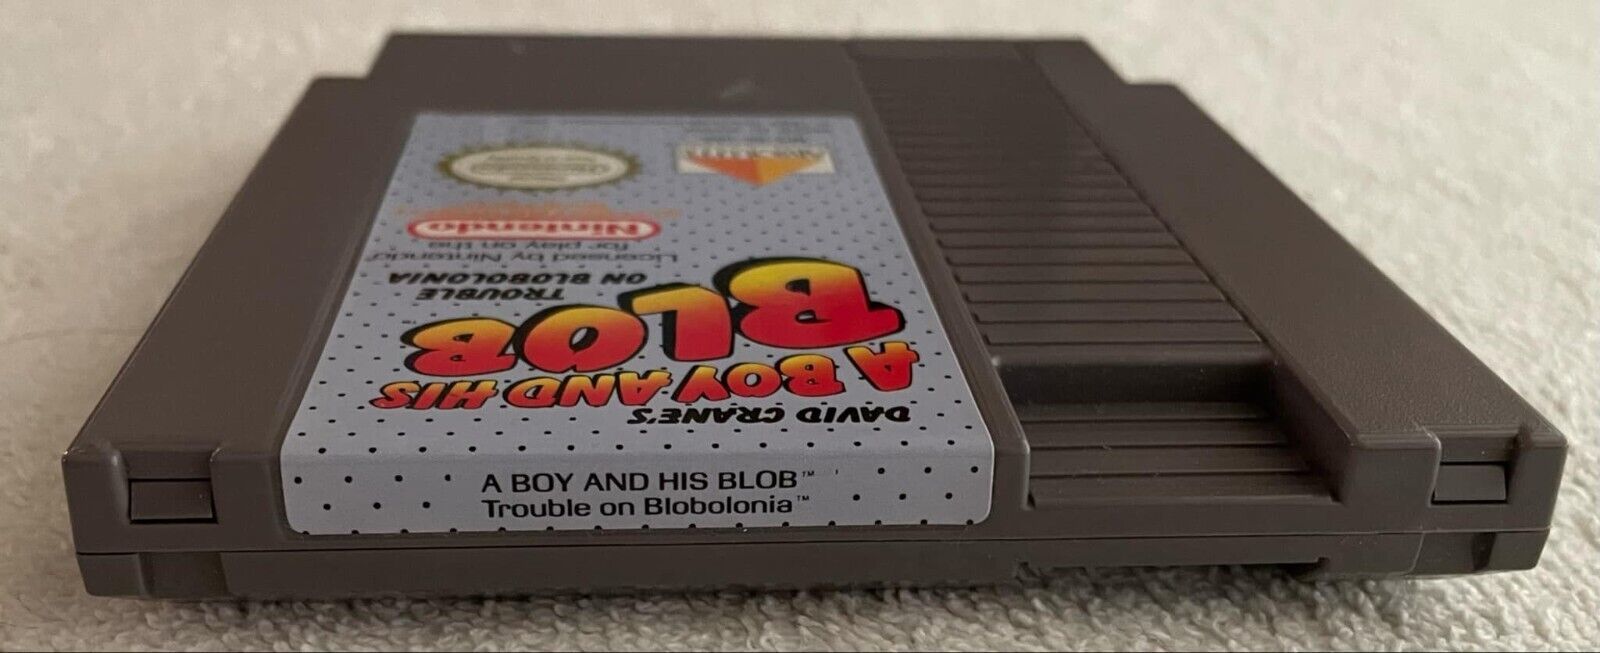 DAVID CRANE'S
A BOY AND HIS
BLOB
TROUBLE
ON BLOBOLONIA
Licensed by Nintendo
for play on the
Nintendo
A BOY AND HIS BLOB™
Trouble on Blobolonia™